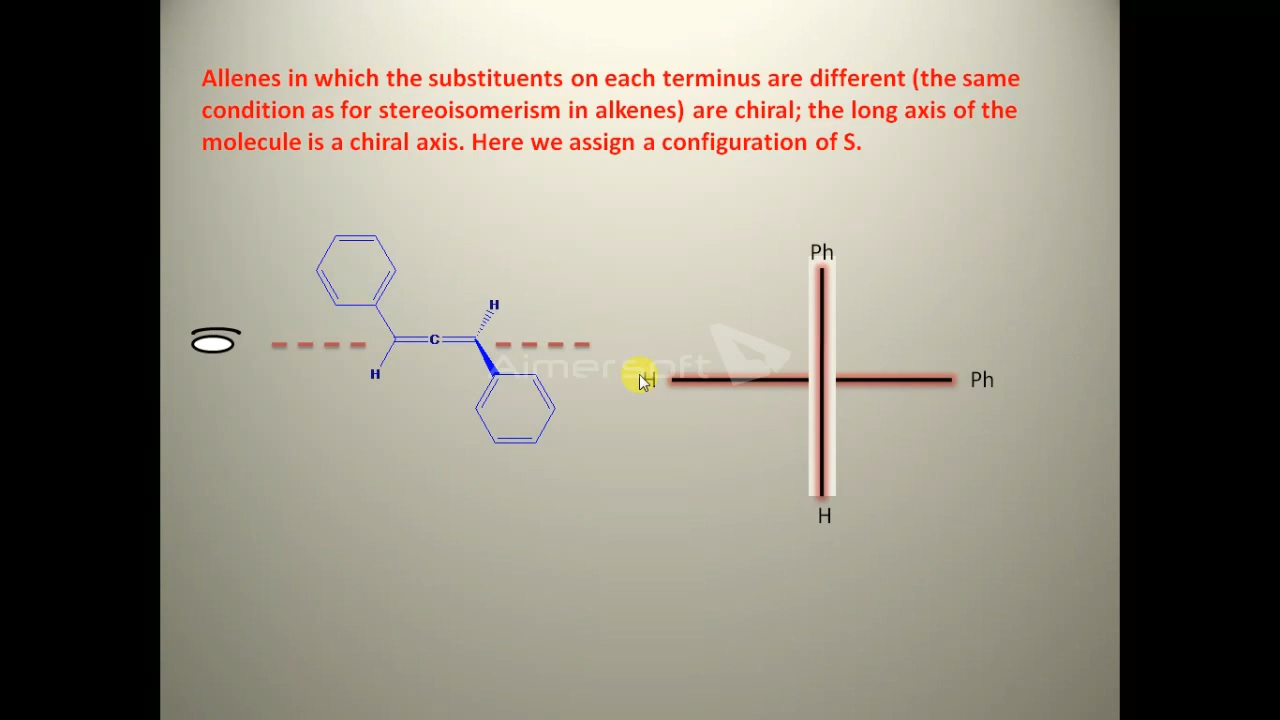 Allenes in which the substituents on each terminus are different (the same
condition as for stereoisomerism in alkenes) are chiral; the long axis of the
molecule is a chiral axis. Here we assign a configuration of S.
Ph
H
C
H
Aimersoft
H
Ph
H